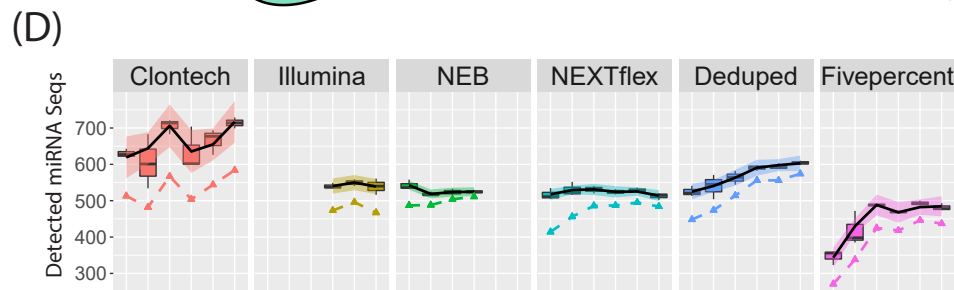 (D)
Clontech Illumina NEB NEXTflex Deduped Fivepercent
Detected miRNA Seqs
700
600
500
400
300